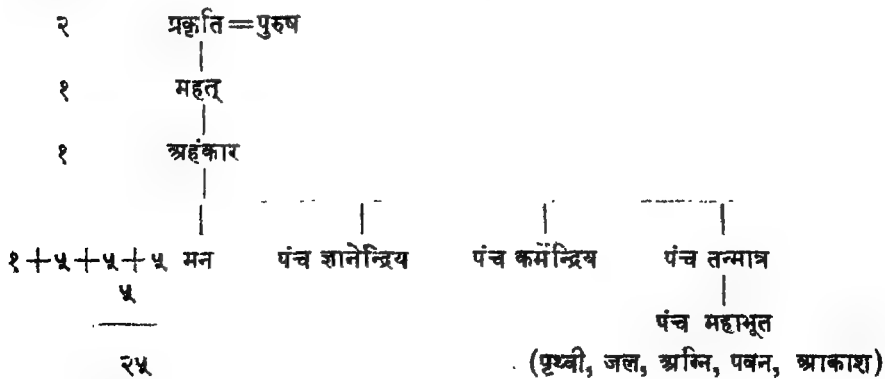 २ प्रकृति=पुरुष
१ महत्
१ अहंकार
१+५+५+५ मन पंच ज्ञानेन्द्रिय पंच कर्मेन्द्रिय पंच तन्मात्र
५ पंच महाभूत
२५ (पृथ्वी, जल, अग्नि, पवन, आकाश)